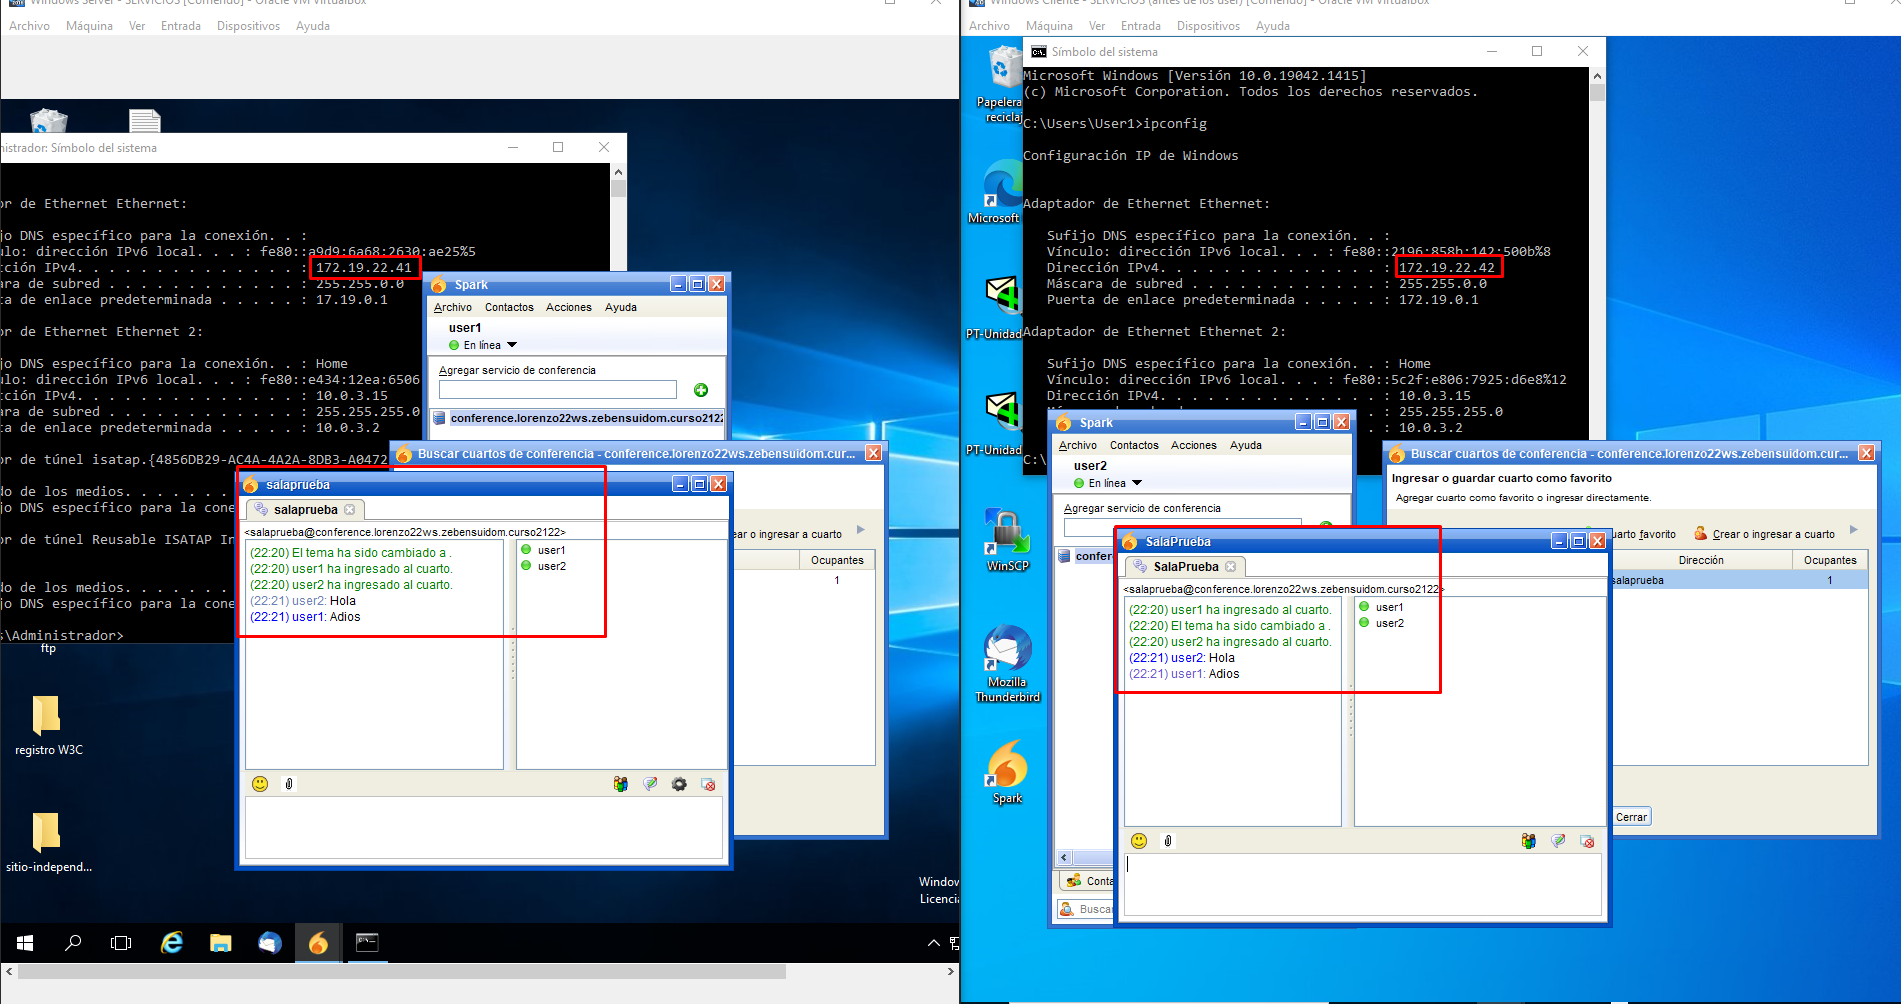 Windows Server - SERVICIOS [Corriendo] - Oracle VM VirtualBox
Archivo Máquina Ver Entrada Dispositivos Ayuda
nistrador: Símbolo del sistema
or de Ethernet Ethernet:
jo DNS específico para la conexión. . :
ulo: dirección IPv6 local. . . : fe80::a9d9:6a68:2630:ae25%5
cción IPv4. . . . . . . . . . . . . . : 172.19.22.41
ara de subred . . . . . . . . . . . . : 255.255.0.0
ta de enlace predeterminada . . . . . : 17.19.0.1
or de Ethernet Ethernet 2:
jo DNS específico para la conexión. . : Home
ulo: dirección IPv6 local. . . : fe80::e434:12ea:6506
cción IPv4. . . . . . . . . . . . . . : 10.0.3.15
ara de subred . . . . . . . . . . . . : 255.255.255.0
ta de enlace predeterminada . . . . . : 10.0.3.2
or de túnel isatap.{4856DB29-AC4A-4A2A-8DB3-A0472
do de los medios. . . . . . . .
jo DNS específico para la cone
or de túnel Reusable ISATAP In
do de los medios. . . . . . . .
jo DNS específico para la cone
s\Administrador>
Spark
Archivo Contactos Acciones Ayuda
user1
En línea
Agregar servicio de conferencia
conference.lorenzo22ws.zebensuidom.curso2122
Buscar cuartos de conferencia - conference.lorenzo22ws.zebensuidom.cur...
ear o ingresar a cuarto
Ocupantes
1
salaprueba
salaprueba
<salaprueba@conference.lorenzo22ws.zebensuidom.curso2122>
(22:20) El tema ha sido cambiado a .
(22:20) user1 ha ingresado al cuarto.
(22:20) user2 ha ingresado al cuarto.
(22:21) user2: Hola
(22:21) user1: Adios
user1
user2
ftp
registro W3C
sitio-independ...
Windov
Licencia
Windows Cliente - SERVICIOS (antes de los user) [Corriendo] - Oracle VM VirtualBox
Archivo Máquina Ver Entrada Dispositivos Ayuda
Símbolo del sistema
Microsoft Windows [Versión 10.0.19042.1415]
(c) Microsoft Corporation. Todos los derechos reservados.
C:\Users\User1>ipconfig
Configuración IP de Windows
Adaptador de Ethernet Ethernet:
Sufijo DNS específico para la conexión. . :
Vínculo: dirección IPv6 local. . . : fe80::2196:858b:142:500b%8
Dirección IPv4. . . . . . . . . . . . . . : 172.19.22.42
Máscara de subred . . . . . . . . . . . . : 255.255.0.0
Puerta de enlace predeterminada . . . . . : 172.19.0.1
Adaptador de Ethernet Ethernet 2:
Sufijo DNS específico para la conexión. . : Home
Vínculo: dirección IPv6 local. . . : fe80::5c2f:e806:7925:d6e8%12
Dirección IPv4. . . . . . . . . . . . . . : 10.0.3.15
. . : 255.255.255.0
. . : 10.0.3.2
C:\
Papelera
reciclaj
Microsoft
PT-Unidad
PT-Unidad
WinSCP
Mozilla
Thunderbird
Spark
Spark
Archivo Contactos Acciones Ayuda
user2
En línea
Agregar servicio de conferencia
confere
Conta
Buscar
Buscar cuartos de conferencia - conference.lorenzo22ws.zebensuidom.cur...
Ingresar o guardar cuarto como favorito
Agregar cuarto como favorito o ingresar directamente.
uarto favorito Crear o ingresar a cuarto
Dirección Ocupantes
salaprueba 1
Cerrar
SalaPrueba
SalaPrueba
<salaprueba@conference.lorenzo22ws.zebensuidom.curso2122>
(22:20) user1 ha ingresado al cuarto.
(22:20) El tema ha sido cambiado a .
(22:20) user2 ha ingresado al cuarto.
(22:21) user2: Hola
(22:21) user1: Adios
user1
user2